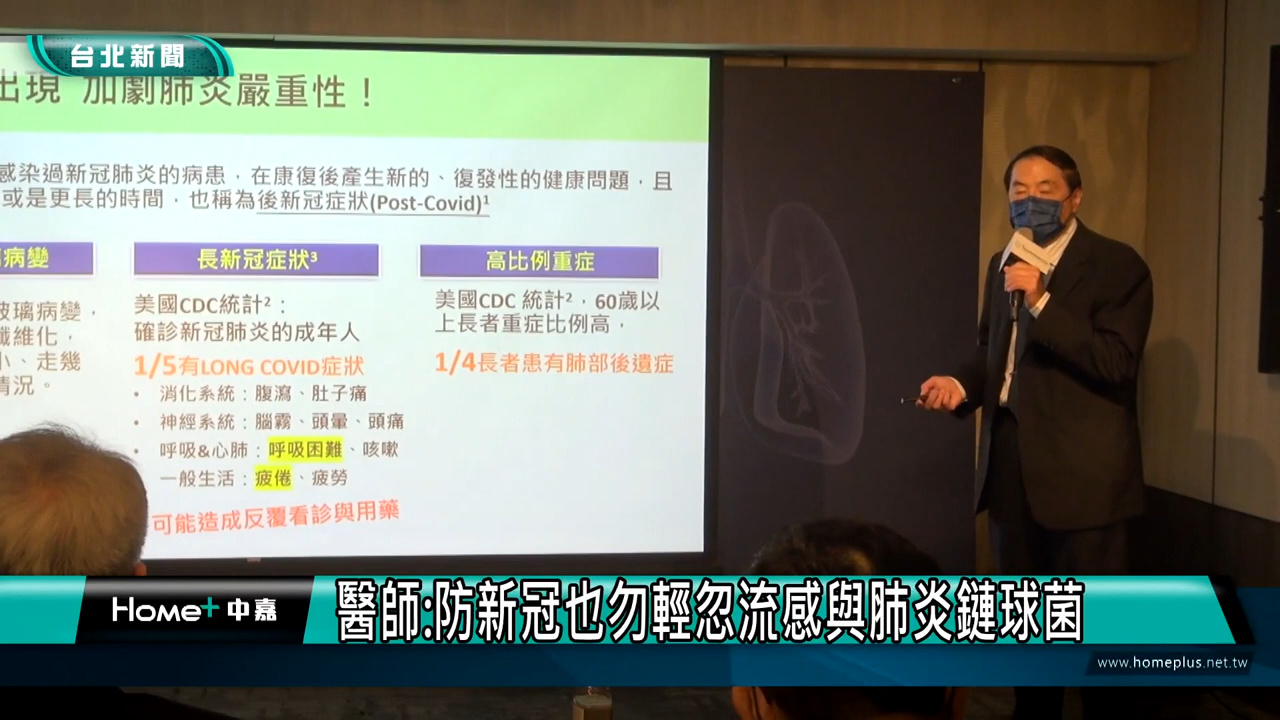 台北新聞
出現 加劇肺炎嚴重性！
感染過新冠肺炎的病患，在康復後產生新的、復發性的健康問題，且
或是更長的時間，也稱為後新冠症狀(Post-Covid)¹
病變
玻璃病變，
纖維化，
小、走幾
情況。
長新冠症狀³
美國CDC統計²：
確診新冠肺炎的成年人
1/5有LONG COVID症狀
• 消化系統：腹瀉、肚子痛
• 神經系統：腦霧、頭暈、頭痛
• 呼吸&心肺：呼吸困難、咳嗽
一般生活：疲倦、疲勞
可能造成反覆看診與用藥
高比例重症
美國CDC 統計²，60歲以
上長者重症比例高，
1/4長者患有肺部後遺症
Home+中嘉
醫師:防新冠也勿輕忽流感與肺炎鏈球菌
www.homeplus.net.tw